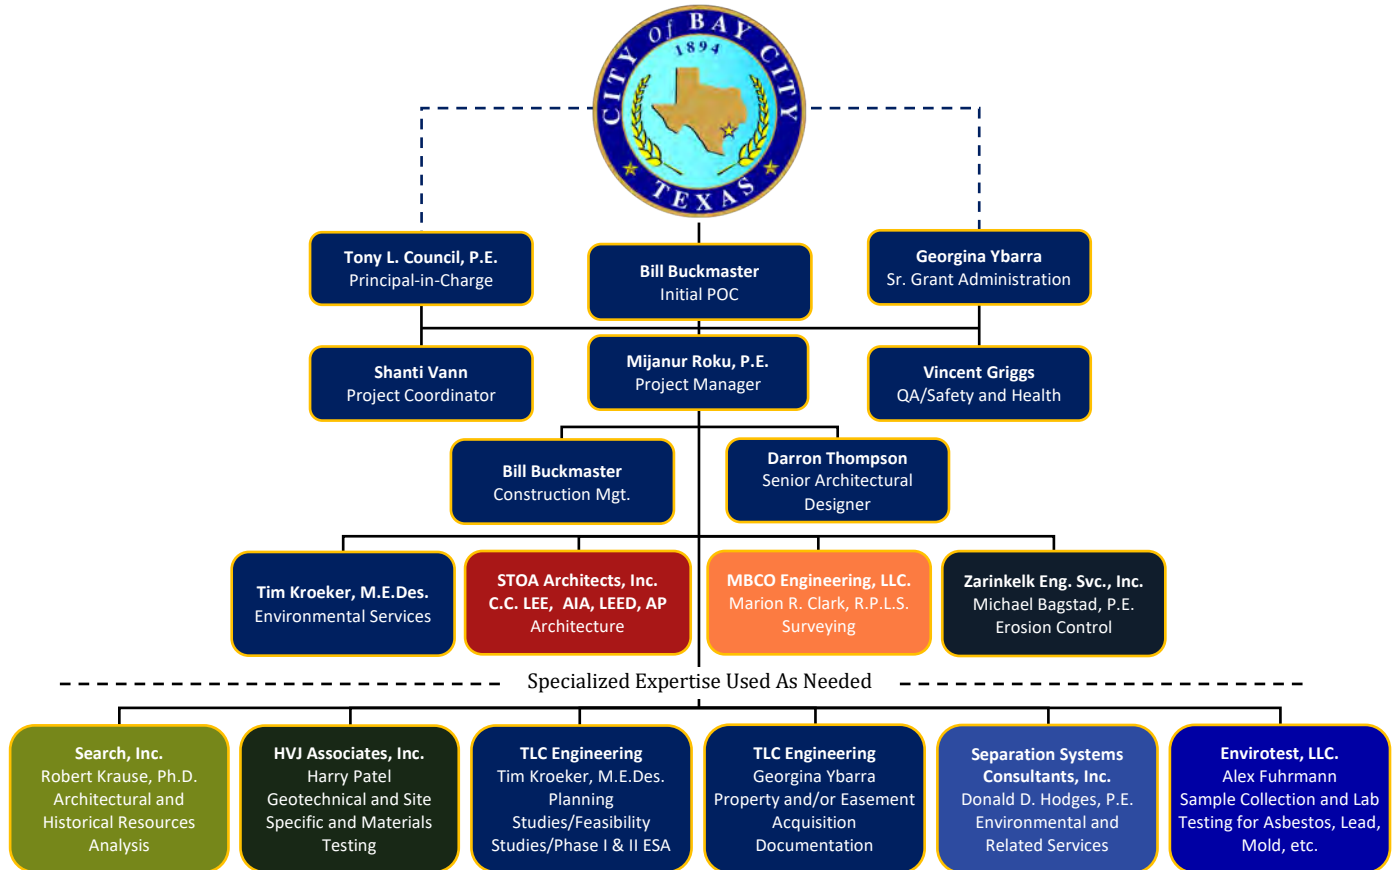 CITY of BAY CITY
1894
TEXAS
Tony L. Council, P.E.
Principal-in-Charge
Bill Buckmaster
Initial POC
Georgina Ybarra
Sr. Grant Administration
Shanti Vann
Project Coordinator
Mijanur Roku, P.E.
Project Manager
Vincent Griggs
QA/Safety and Health
Bill Buckmaster
Construction Mgt.
Darron Thompson
Senior Architectural
Designer
Tim Kroeker, M.E.Des.
Environmental Services
STOA Architects, Inc.
C.C. LEE, AIA, LEED, AP
Architecture
MBCO Engineering, LLC.
Marion R. Clark, R.P.L.S.
Surveying
Zarinkelk Eng. Svc., Inc.
Michael Bagstad, P.E.
Erosion Control
Specialized Expertise Used As Needed
Search, Inc.
Robert Krause, Ph.D.
Architectural and
Historical Resources
Analysis
HVJ Associates, Inc.
Harry Patel
Geotechnical and Site
Specific and Materials
Testing
TLC Engineering
Tim Kroeker, M.E.Des.
Planning
Studies/Feasibility
Studies/Phase I & II ESA
TLC Engineering
Georgina Ybarra
Property and/or Easement
Acquisition
Documentation
Separation Systems
Consultants, Inc.
Donald D. Hodges, P.E.
Environmental and
Related Services
Envirotest, LLC.
Alex Fuhrmann
Sample Collection and Lab
Testing for Asbestos, Lead,
Mold, etc.